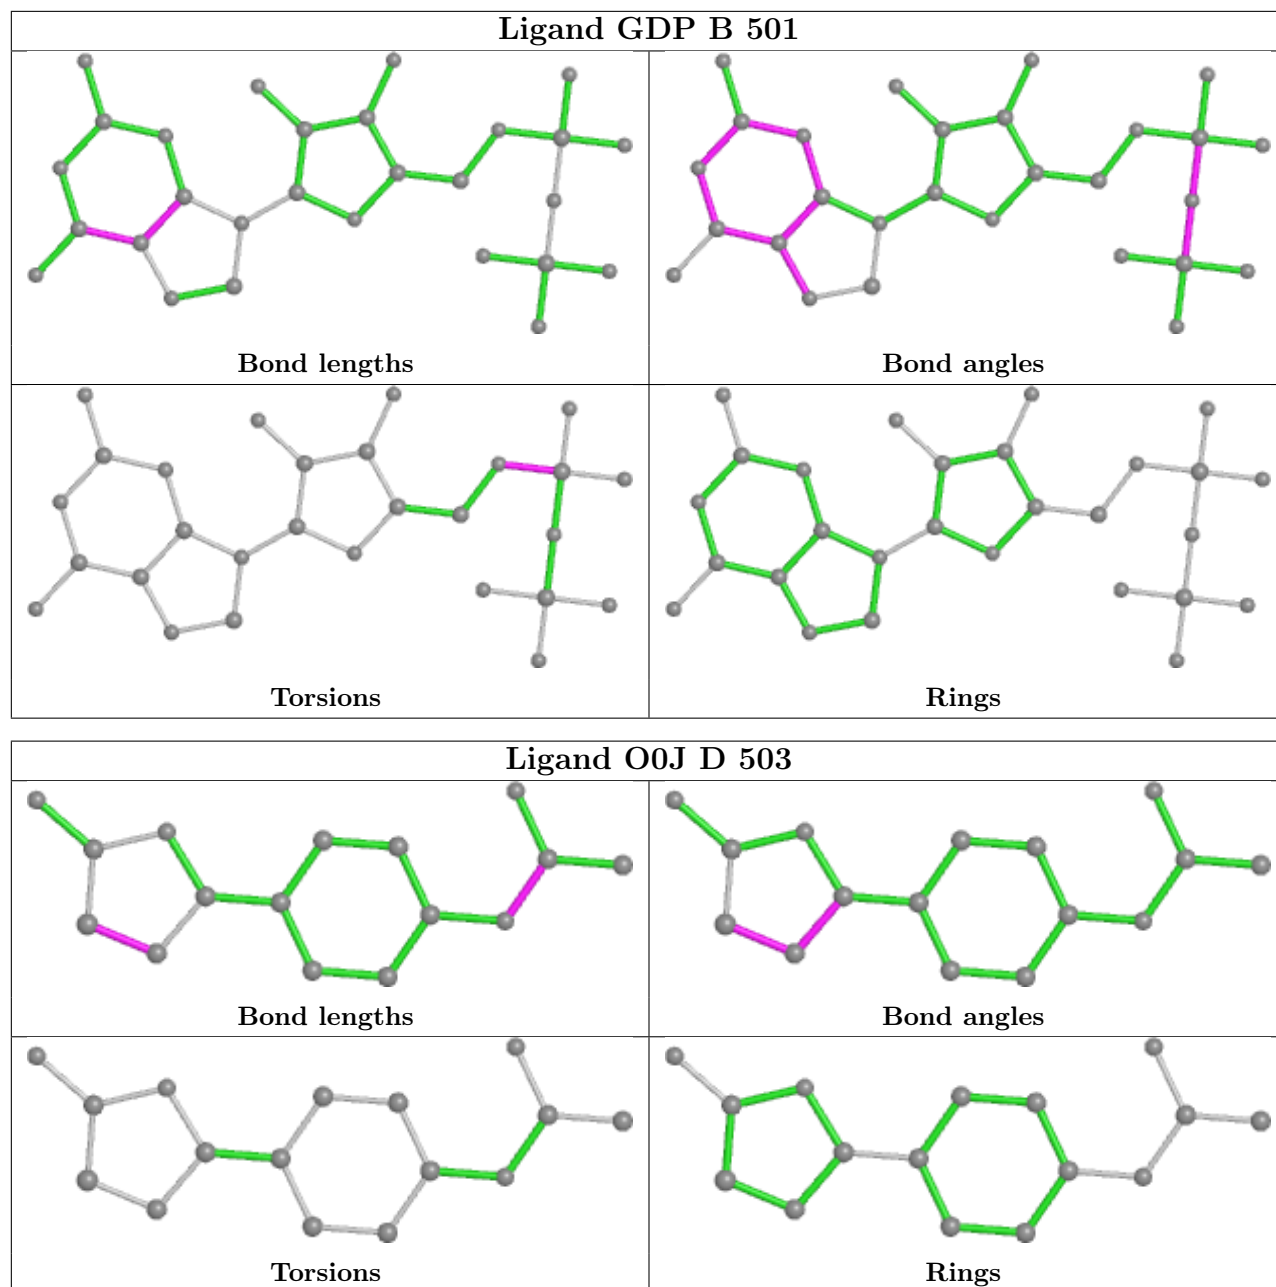 Ligand GDP B 501
Bond lengths
Bond angles
Torsions
Rings
Ligand O0J D 503
Bond lengths
Bond angles
Torsions
Rings